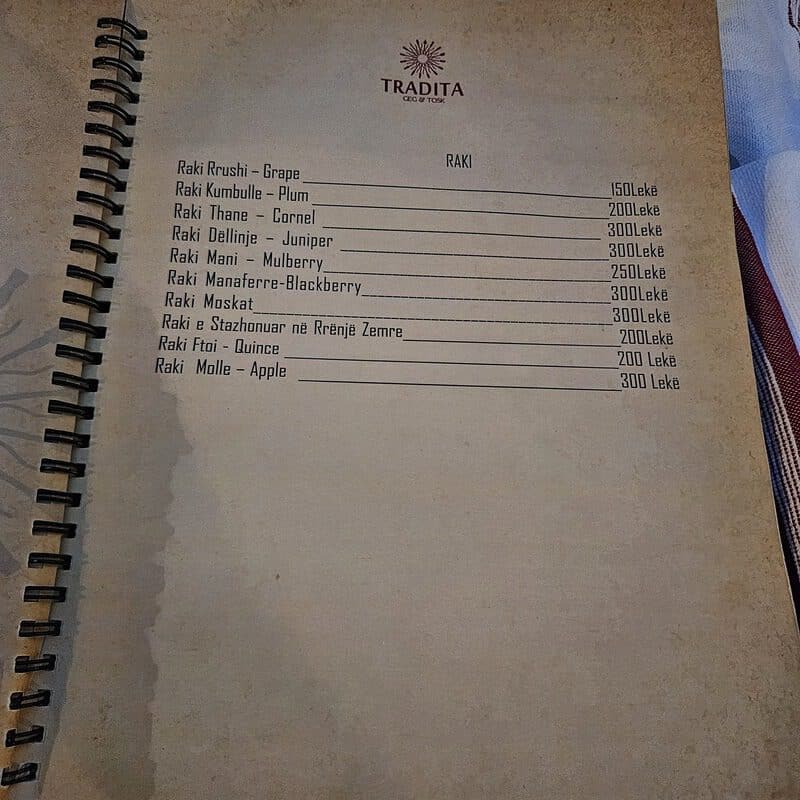 TRADITA
GEG & TOSK
RAKI
Raki Rrushi – Grape 150Lekë
Raki Kumbulle – Plum 200Lekë
Raki Thane – Cornel 300Lekë
Raki Dëllinje – Juniper 300Lekë
Raki Mani – Mulberry 250Lekë
Raki Manaferre-Blackberry 300Lekë
Raki Moskat 300Lekë
Raki e Stazhonuar në Rrënjë Zemre 200Lekë
Raki Ftoi - Quince 200 Lekë
Raki Molle – Apple 300 Lekë